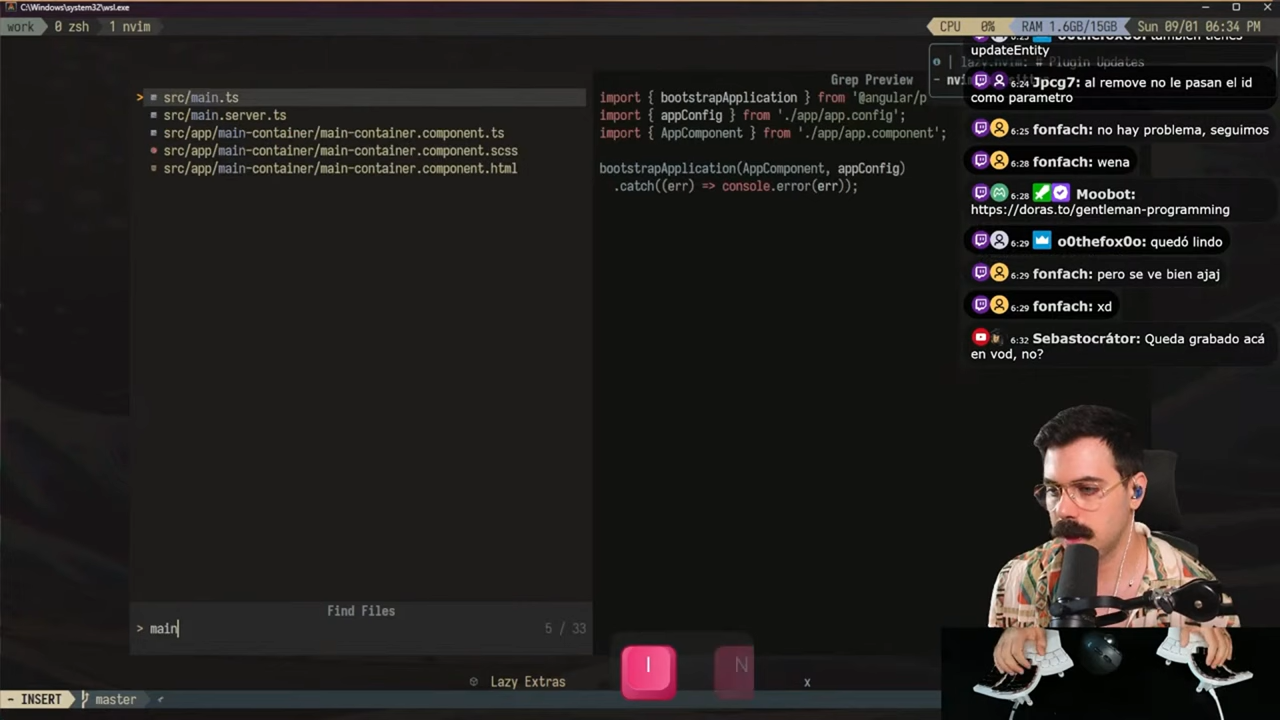 C:\Windows\system32\wsl.exe
work 0 zsh 1 nvim
CPU 0% RAM 1.6GB/15GB Sun 09/01 06:34 PM
updateEntity
| lazy.nvim: # Plugin Updates
Grep Preview
> src/main.ts
src/main.server.ts
src/app/main-container/main-container.component.ts
src/app/main-container/main-container.component.scss
src/app/main-container/main-container.component.html
import { bootstrapApplication } from '@angular/p
import { appConfig } from './app/app.config';
import { AppComponent } from './app/app.component';
bootstrapApplication(AppComponent, appConfig)
.catch((err) => console.error(err));
6:24 Jpcg7: al remove no le pasan el id
como parametro
6:25 fonfach: no hay problema, seguimos
6:28 fonfach: wena
6:28 Moobot:
https://doras.to/gentleman-programming
6:29 o0thefox0o: quedó lindo
6:29 fonfach: pero se ve bien ajaj
6:29 fonfach: xd
6:32 Sebastocrátor: Queda grabado acá
en vod, no?
Find Files
> main
5 / 33
I N
Lazy Extras x
- INSERT master